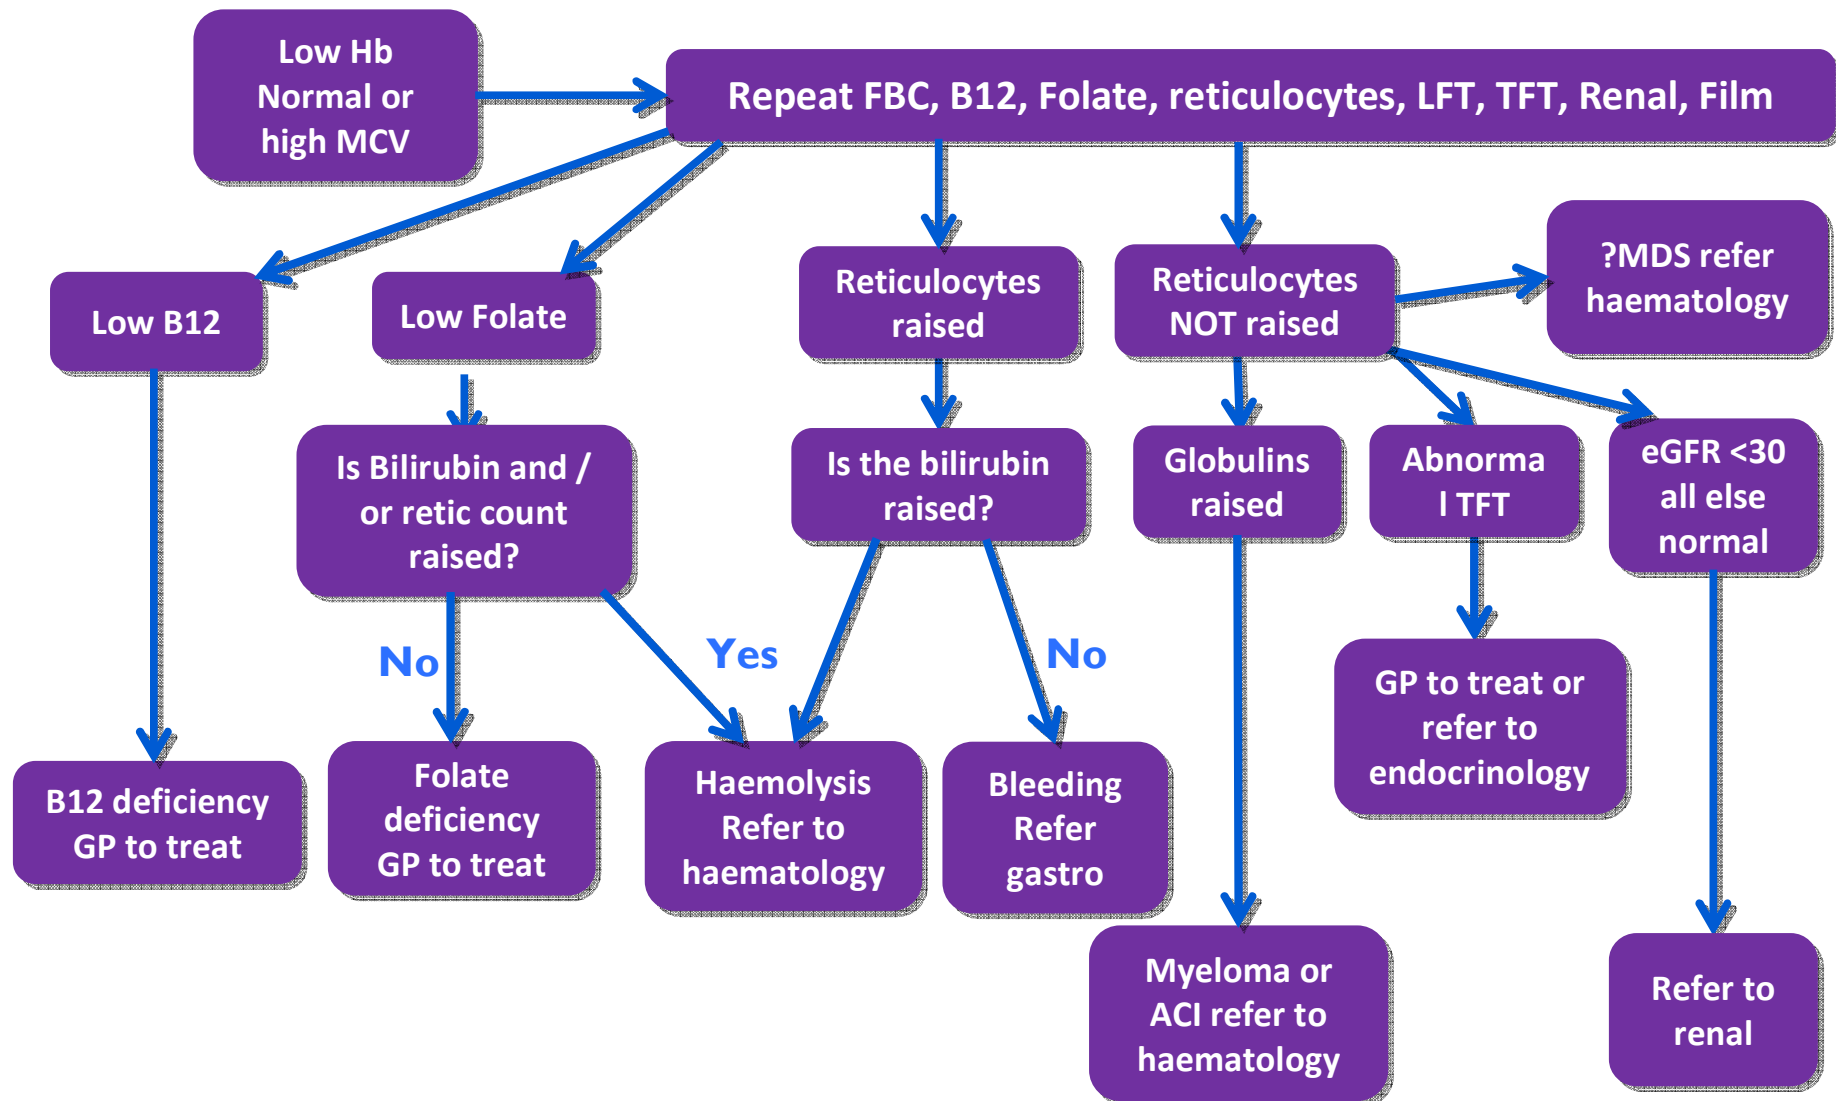 Low Hb
Normal or
high MCV
Repeat FBC, B12, Folate, reticulocytes, LFT, TFT, Renal, Film
?MDS refer
haematology
Low B12
Low Folate
Reticulocytes
raised
Reticulocytes
NOT raised
Is Bilirubin and /
or retic count
raised?
Is the bilirubin
raised?
Globulins
raised
Abnorma
l TFT
eGFR <30
all else
normal
No
Yes
No
GP to treat or
refer to
endocrinology
B12 deficiency
GP to treat
Folate
deficiency
GP to treat
Haemolysis
Refer to
haematology
Bleeding
Refer
gastro
Myeloma or
ACI refer to
haematology
Refer to
renal